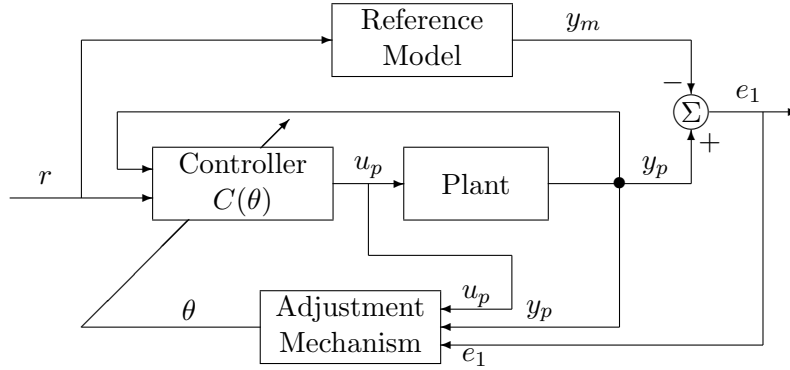 Reference
Model
y_m
−
Σ
e_1
+
r
Controller
C(θ)
u_p
Plant
y_p
θ
Adjustment
Mechanism
u_p
y_p
e_1